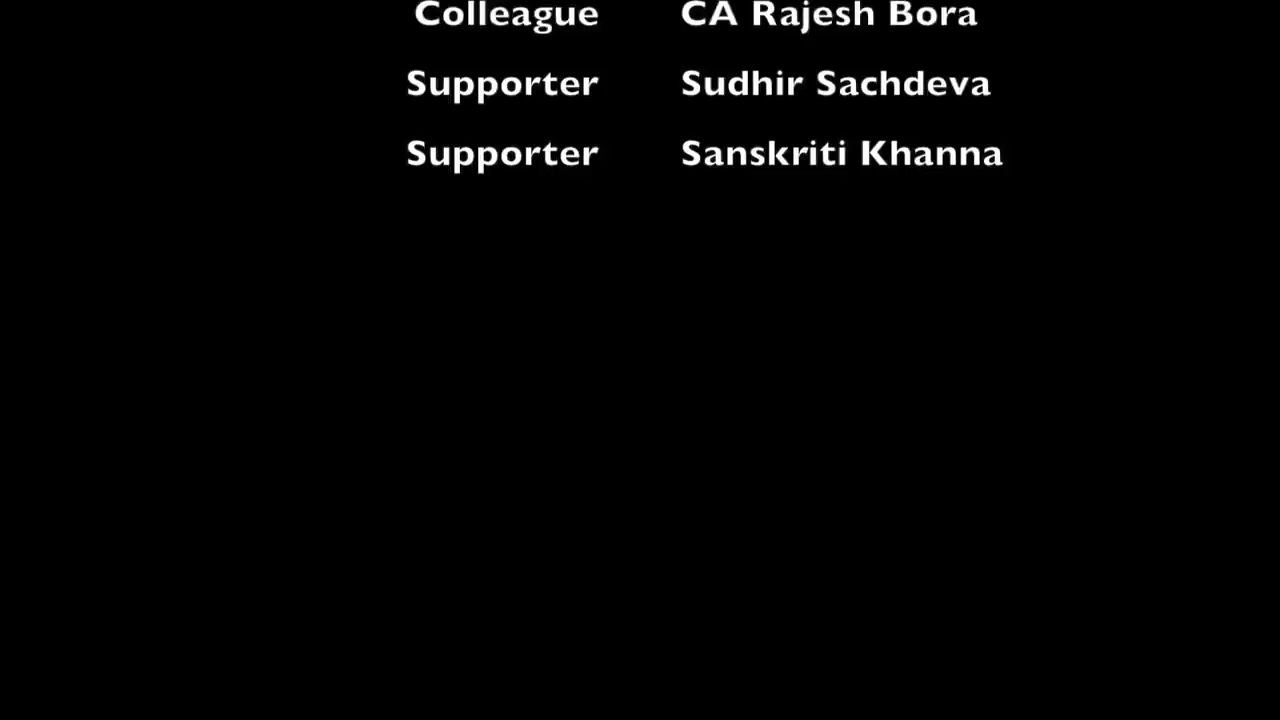 Colleague CA Rajesh Bora
Supporter Sudhir Sachdeva
Supporter Sanskriti Khanna